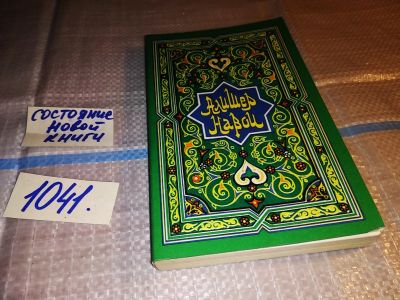 состояние
новой
книги
1041.
Алишер
Навои